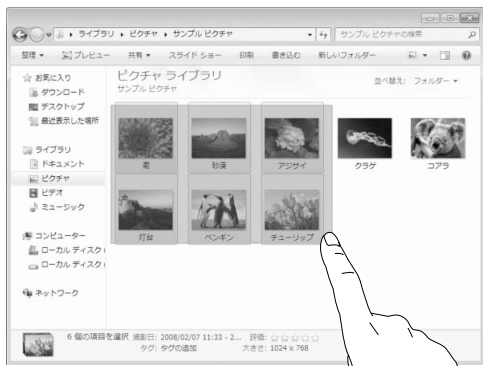 ライブラリ ▸ ピクチャ ▸ サンプル ピクチャ
サンプル ピクチャの検索
整理 プレビュー 共有 スライド ショー 印刷 書き込む 新しいフォルダー
お気に入り
ダウンロード
デスクトップ
最近表示した場所
ライブラリ
ドキュメント
ピクチャ
ビデオ
ミュージック
コンピューター
ローカル ディスク (
ローカル ディスク (
ネットワーク
ピクチャ ライブラリ
サンプル ピクチャ
並べ替え: フォルダー
菊 砂漠 アジサイ クラゲ コアラ
灯台 ペンギン チューリップ
6 個の項目を選択 撮影日: 2008/02/07 11:33 - 2... 評価: ☆☆☆☆☆
タグ: タグの追加 大きさ: 1024 x 768